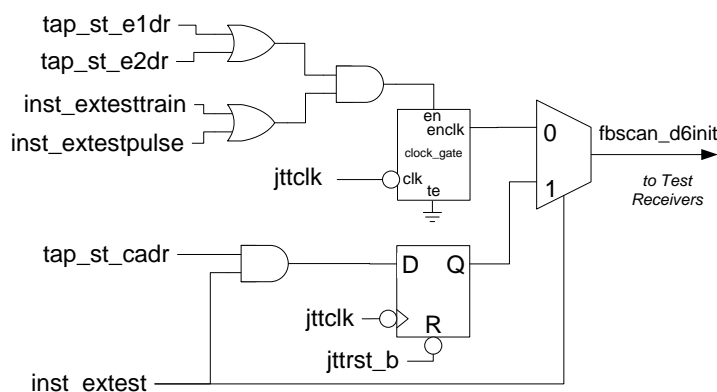 tap_st_e1dr
tap_st_e2dr
inst_extesttrain
inst_extestpulse
en
enclk
clock_gate
jttclk
clk
te
0
1
fbscan_d6init
to Test
Receivers
tap_st_cadr
D Q
jttclk
R
jttrst_b
inst_extest